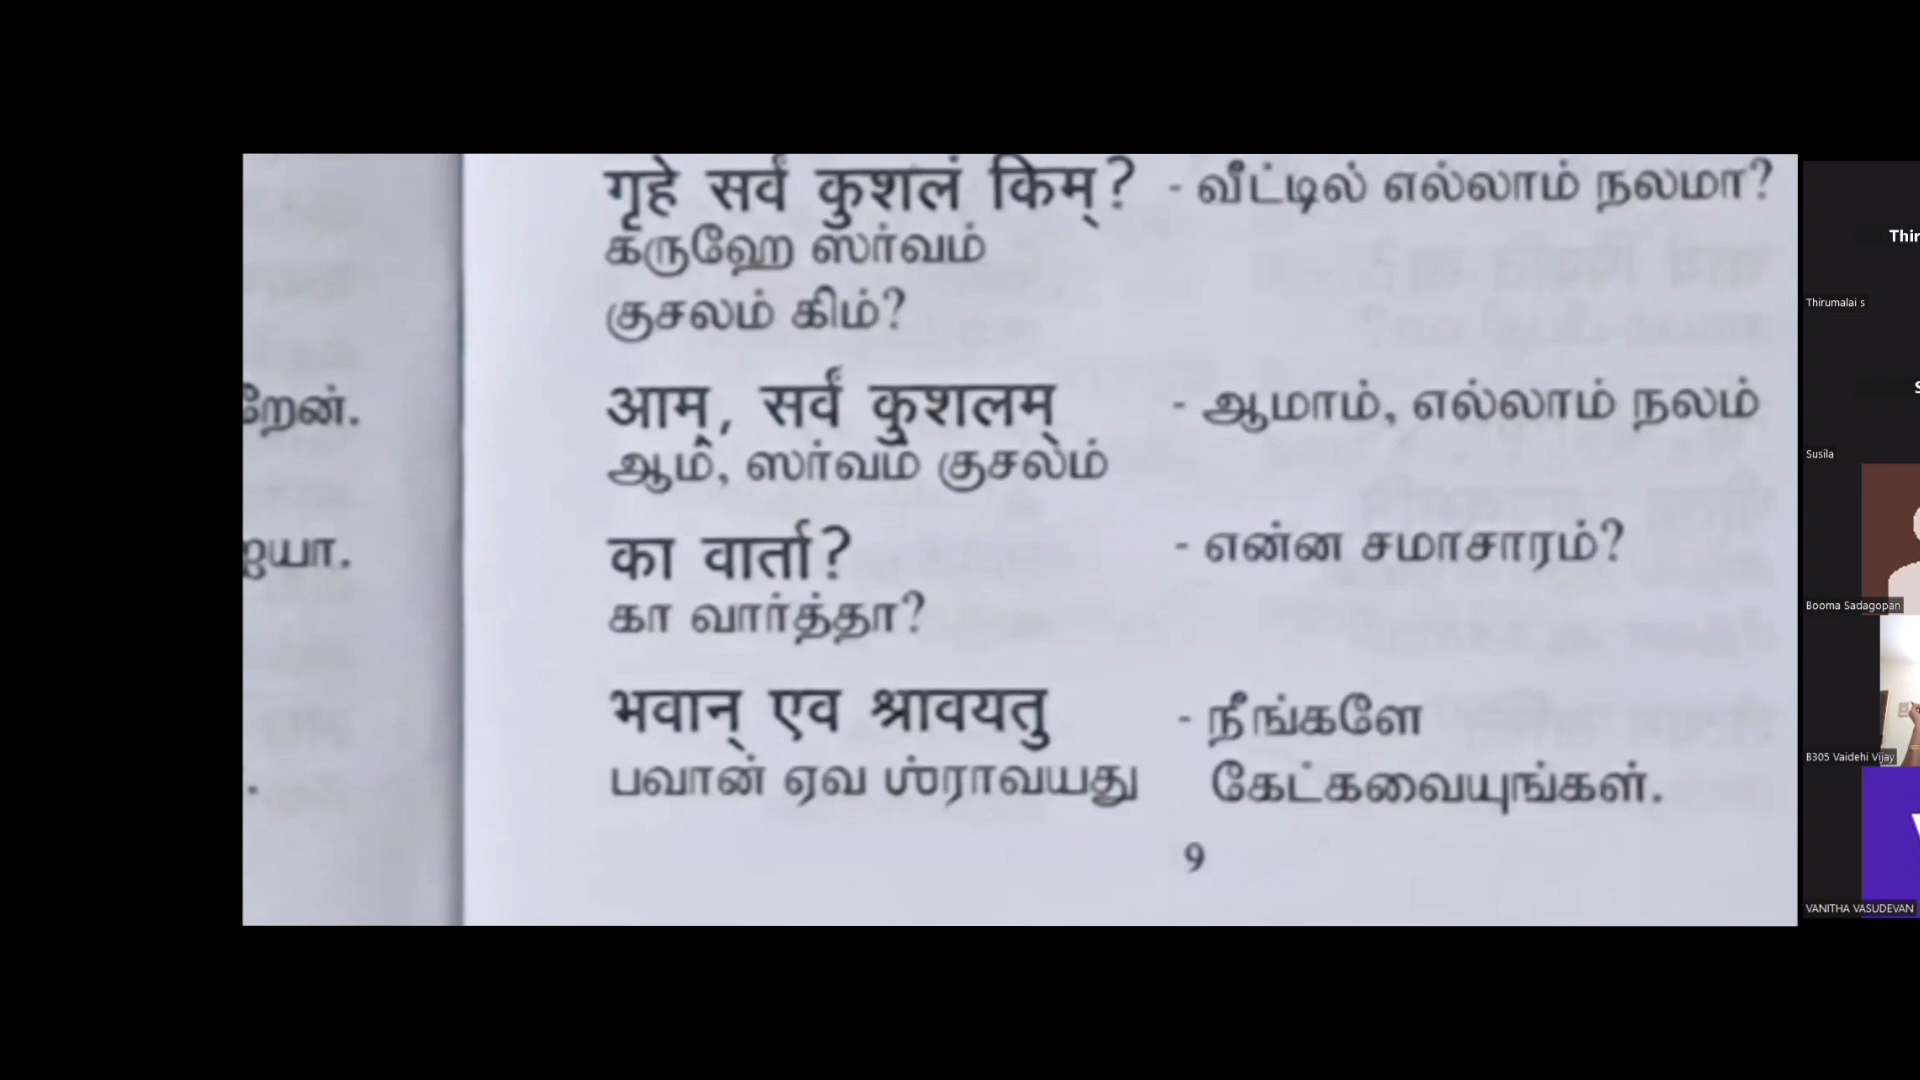 गृहे सर्वं कुशलं किम्? - வீட்டில் எல்லாம் நலமா?
க்ருஹே ஸர்வம்
குசலம் கிம்?
றேன்.
आम्, सर्वं कुशलम् - ஆமாம், எல்லாம் நலம்
ஆம், ஸர்வம் குசலம்
ஐயா.
का वार्ता? - என்ன சமாசாரம்?
கா வார்த்தா?
भवान् एव श्रावयतु - நீங்களே
பவான் ஏவ ஶ்ராவயது கேட்கவையுங்கள்.
9
Thir
Thirumalai s
Susila
Booma Sadagopan
B305 Vaidehi Vijay
VANITHA VASUDEVAN